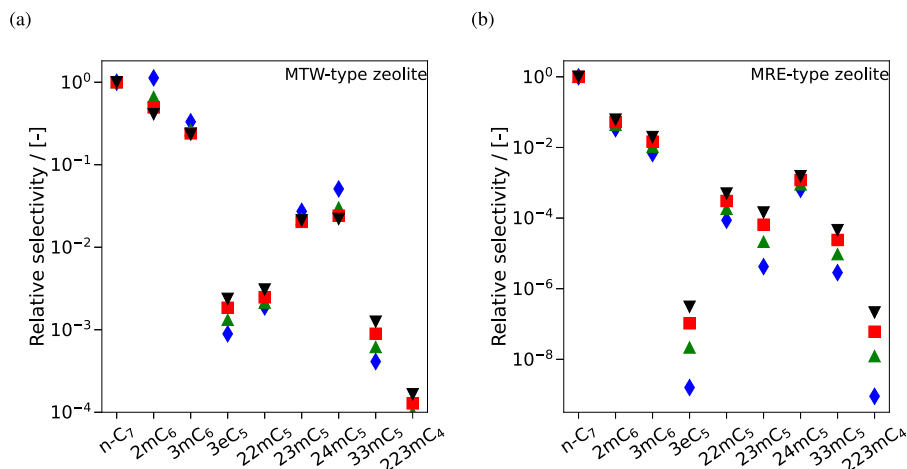 (a)
(b)
MTW-type zeolite
Relative selectivity / [-]
10⁰
10⁻¹
10⁻²
10⁻³
10⁻⁴
n-C₇
2mC₆
3mC₆
3eC₅
22mC₅
23mC₅
24mC₅
33mC₅
223mC₄
MRE-type zeolite
Relative selectivity / [-]
10⁰
10⁻²
10⁻⁴
10⁻⁶
10⁻⁸
n-C₇
2mC₆
3mC₆
3eC₅
22mC₅
23mC₅
24mC₅
33mC₅
223mC₄